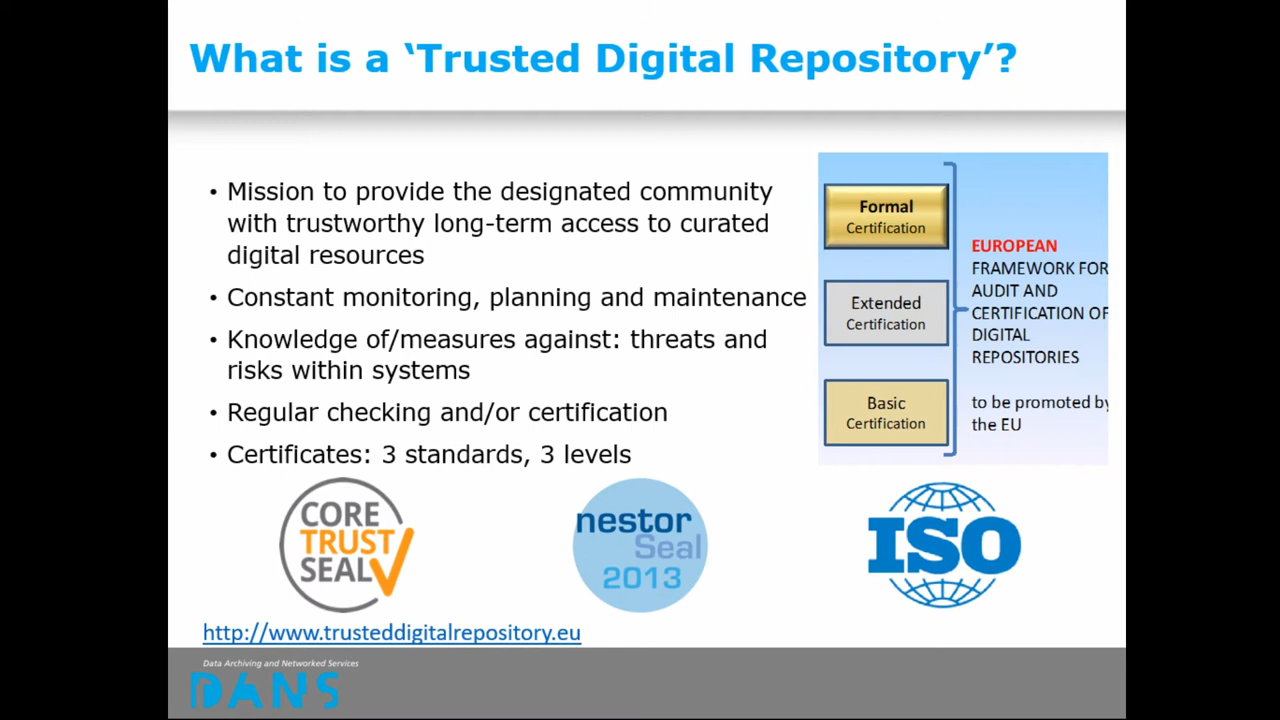 What is a ‘Trusted Digital Repository’?
• Mission to provide the designated community
with trustworthy long-term access to curated
digital resources
• Constant monitoring, planning and maintenance
• Knowledge of/measures against: threats and
risks within systems
• Regular checking and/or certification
• Certificates: 3 standards, 3 levels
Formal
Certification
Extended
Certification
Basic
Certification
EUROPEAN
FRAMEWORK FOR
AUDIT AND
CERTIFICATION OF
DIGITAL
REPOSITORIES
to be promoted by
the EU
CORE
TRUST
SEAL
nestor
Seal
2013
ISO
http://www.trusteddigitalrepository.eu
Data Archiving and Networked Services
DANS